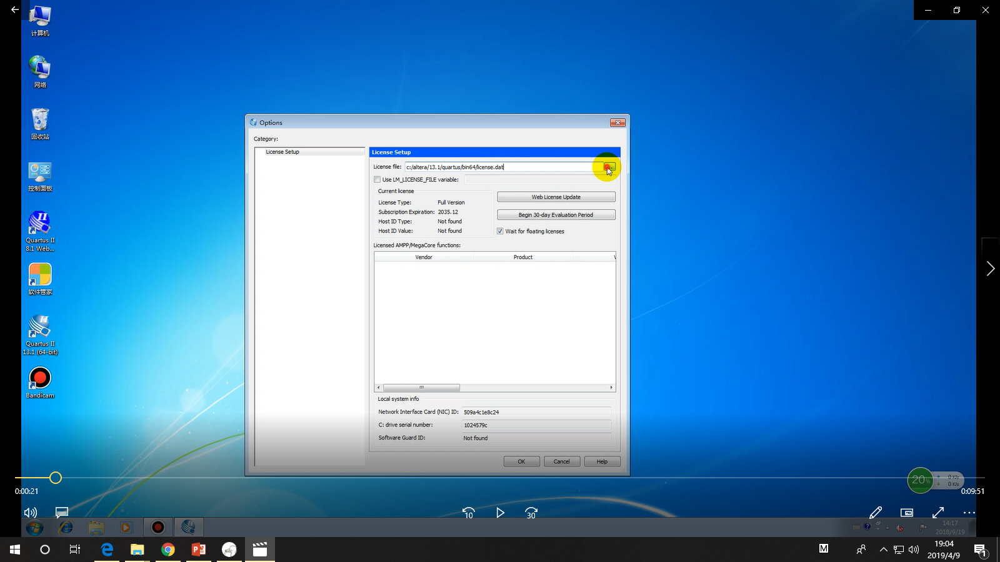 计算机
网络
回收站
控制面板
Quartus II
8.1 Web...
软件管家
Quartus II
13.1 (64-bit)
Bandicam
Options
Category:
License Setup
License Setup
License file: c:/altera/13.1/quartus/bin64/license.dat
Use LM_LICENSE_FILE variable:
Current license
License Type: Full Version
Subscription Expiration: 2035.12
Host ID Type: Not found
Host ID Value: Not found
Web License Update
Begin 30-day Evaluation Period
Wait for floating licenses
Licensed AMPP/MegaCore functions:
Vendor Product
Local system info
Network Interface Card (NIC) ID: 509a4c1e8c24
C: drive serial number: 1024579c
Software Guard ID: Not found
OK Cancel Help
20%
0 K/s
0 K/s
0:00:21
0:09:51
10
30
14:17
2018/9/19
19:04
2019/4/9
1